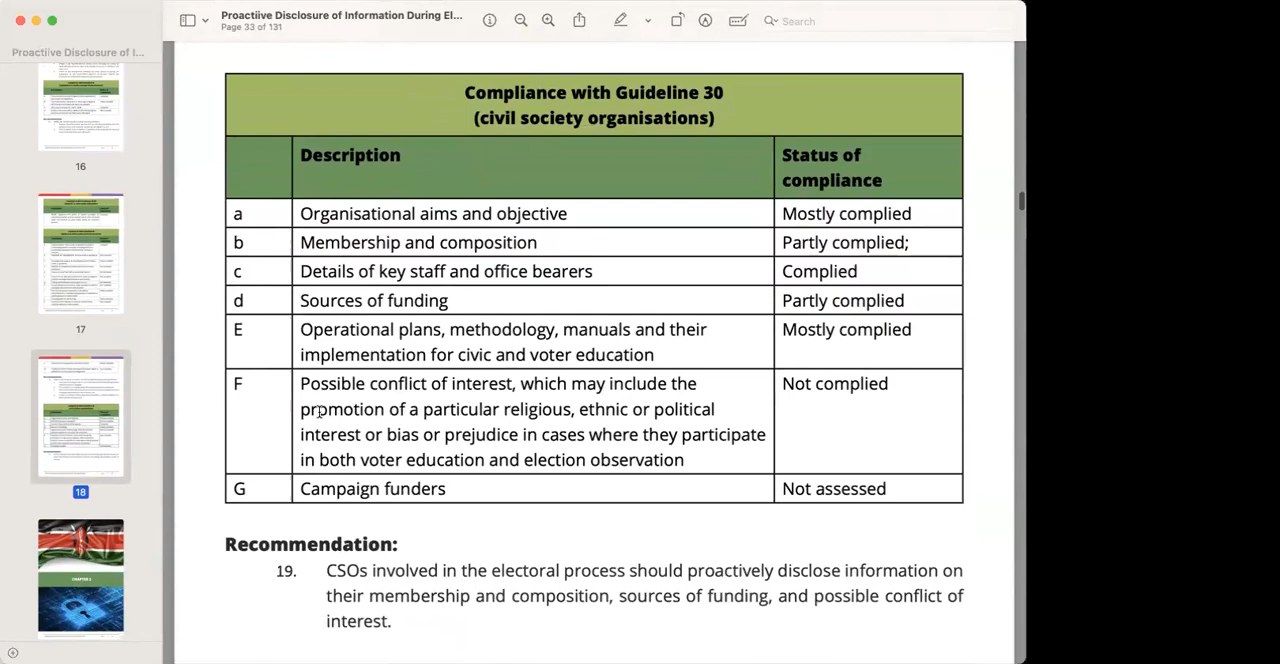 Proactiive Disclosure of Information During El...
Page 33 of 131
Search
Proactiive Disclosure of I...
16
17
18
Compliance with Guideline 30
(civil society organisations)
Description
Status of
compliance
a
Organisational aims and objective
Mostly complied
b
Membership and composition
Partly complied;
Details of key staff and office bearers
Complied
Sources of funding
Partly complied
E
Operational plans, methodology, manuals and their
implementation for civic and voter education
Mostly complied
F
Possible conflict of interest, which may include the
promotion of a particular religious, ethnic or political
interest or bias or prejudice in cases where they participate
in both voter education and election observation
Not complied
G
Campaign funders
Not assessed
Recommendation:
19. CSOs involved in the electoral process should proactively disclose information on
their membership and composition, sources of funding, and possible conflict of
interest.